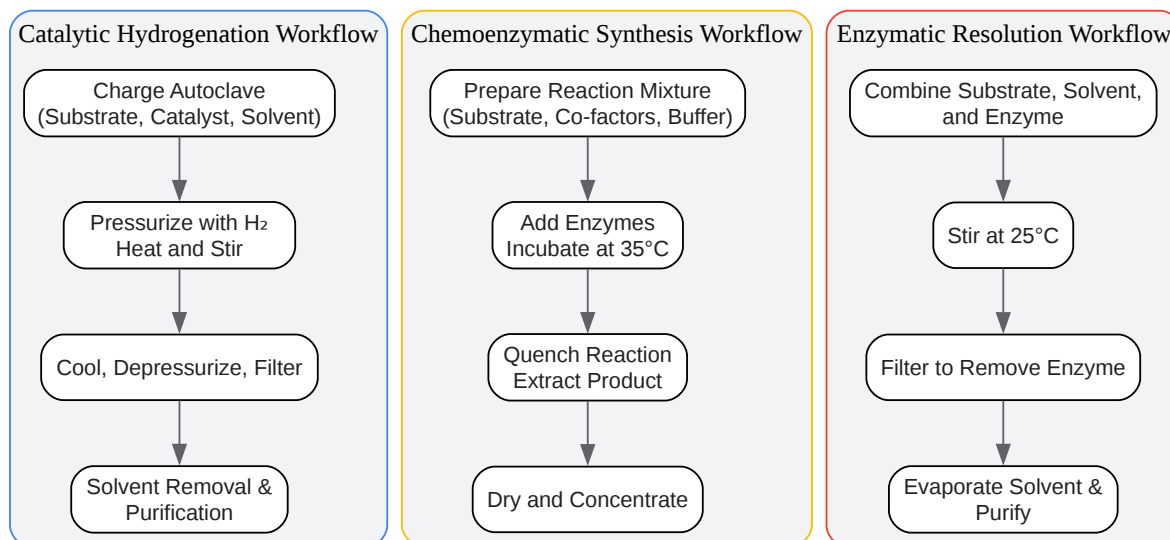 Catalytic Hydrogenation Workflow
Charge Autoclave
(Substrate, Catalyst, Solvent)
Pressurize with H₂
Heat and Stir
Cool, Depressurize, Filter
Solvent Removal &
Purification
Chemoenzymatic Synthesis Workflow
Prepare Reaction Mixture
(Substrate, Co-factors, Buffer)
Add Enzymes
Incubate at 35°C
Quench Reaction
Extract Product
Dry and Concentrate
Enzymatic Resolution Workflow
Combine Substrate, Solvent,
and Enzyme
Stir at 25°C
Filter to Remove Enzyme
Evaporate Solvent &
Purify